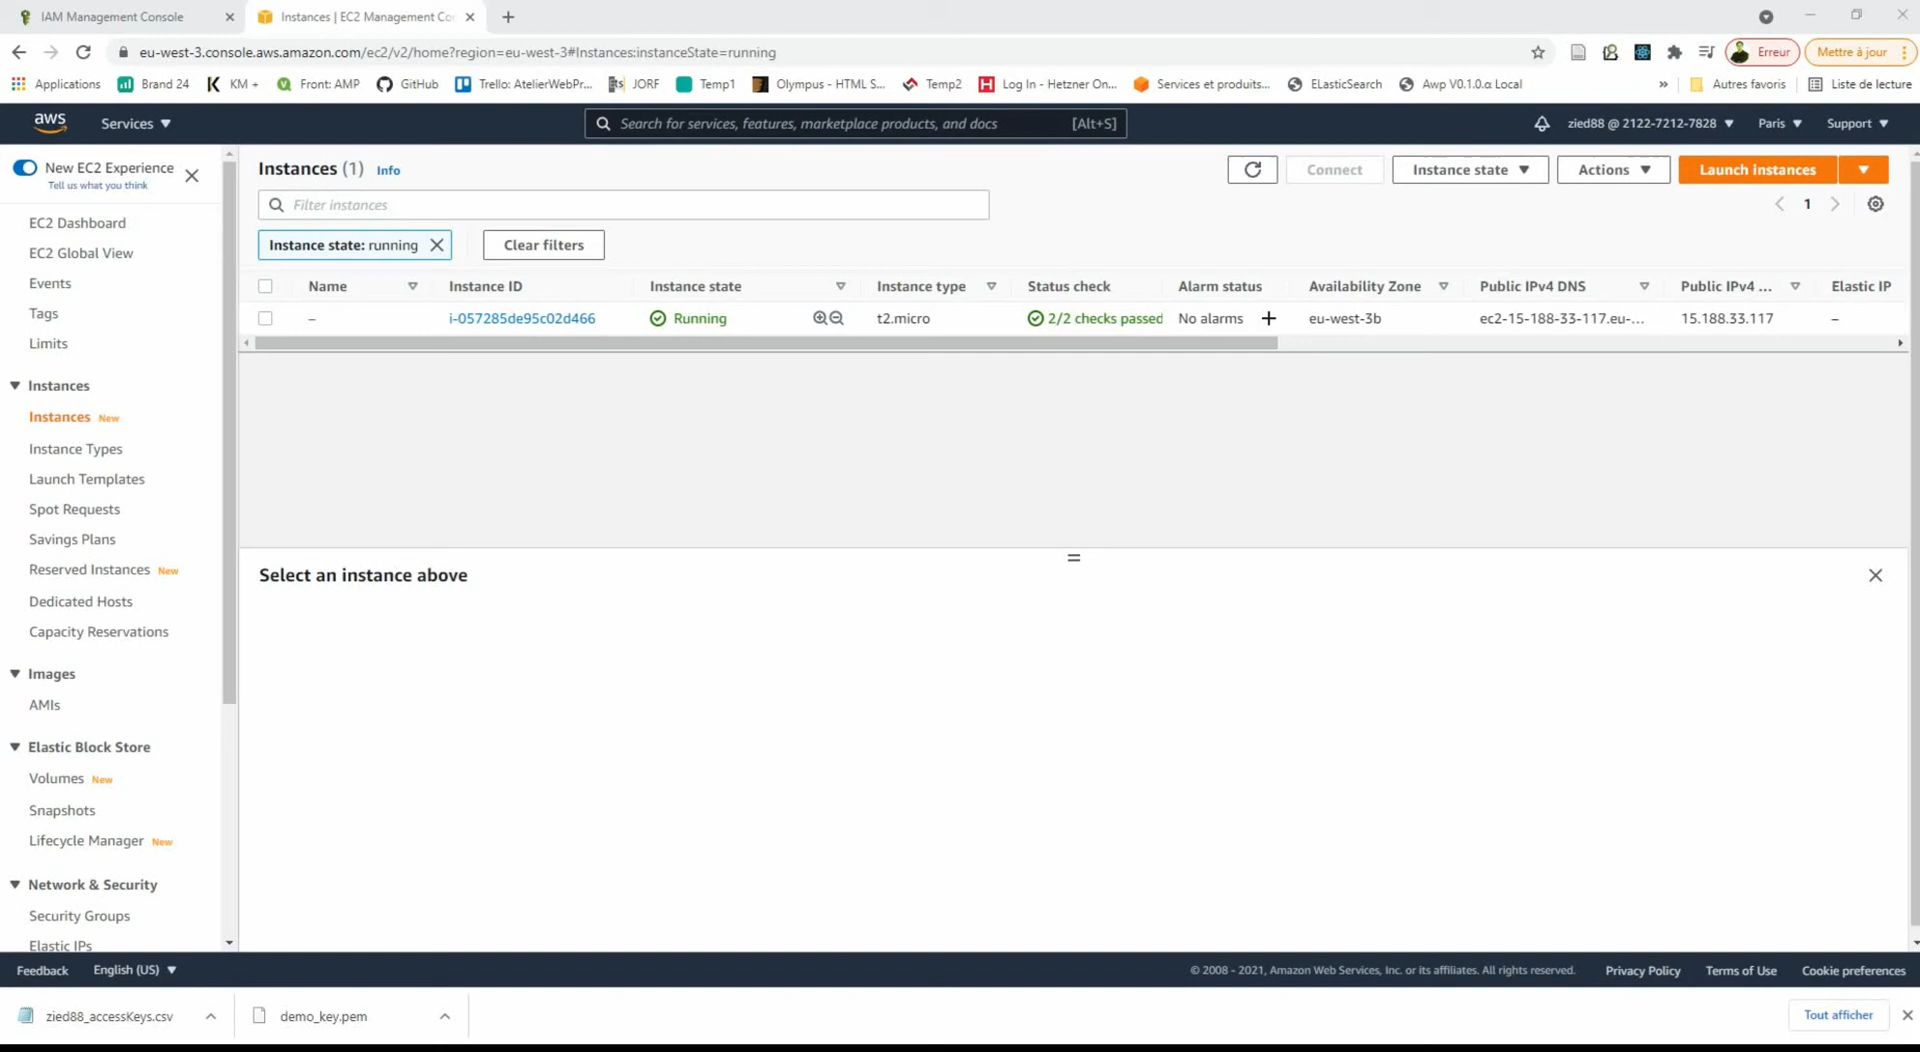 IAM Management Console
Instances | EC2 Management Co
eu-west-3.console.aws.amazon.com/ec2/v2/home?region=eu-west-3#Instances:instanceState=running
Erreur
Mettre à jour
Applications
Brand 24
KM +
Front: AMP
GitHub
Trello: AtelierWebPr...
JORF
Temp1
Olympus - HTML S...
Temp2
Log In - Hetzner On...
Services et produits...
ELasticSearch
Awp V0.1.0.α Local
»
Autres favoris
Liste de lecture
aws
Services
Search for services, features, marketplace products, and docs
[Alt+S]
zied88 @ 2122-7212-7828
Paris
Support
New EC2 Experience
Tell us what you think
EC2 Dashboard
EC2 Global View
Events
Tags
Limits
Instances
Instances New
Instance Types
Launch Templates
Spot Requests
Savings Plans
Reserved Instances New
Dedicated Hosts
Capacity Reservations
Images
AMIs
Elastic Block Store
Volumes New
Snapshots
Lifecycle Manager New
Network & Security
Security Groups
Elastic IPs
Instances (1) Info
Connect
Instance state
Actions
Launch instances
Filter instances
1
Instance state: running
Clear filters
Name Instance ID Instance state Instance type Status check Alarm status Availability Zone Public IPv4 DNS Public IPv4 ... Elastic IP
– i-057285de95c02d466 Running t2.micro 2/2 checks passed No alarms + eu-west-3b ec2-15-188-33-117.eu-... 15.188.33.117 –
Select an instance above
Feedback
English (US)
© 2008 - 2021, Amazon Web Services, Inc. or its affiliates. All rights reserved.
Privacy Policy
Terms of Use
Cookie preferences
zied88_accessKeys.csv
demo_key.pem
Tout afficher